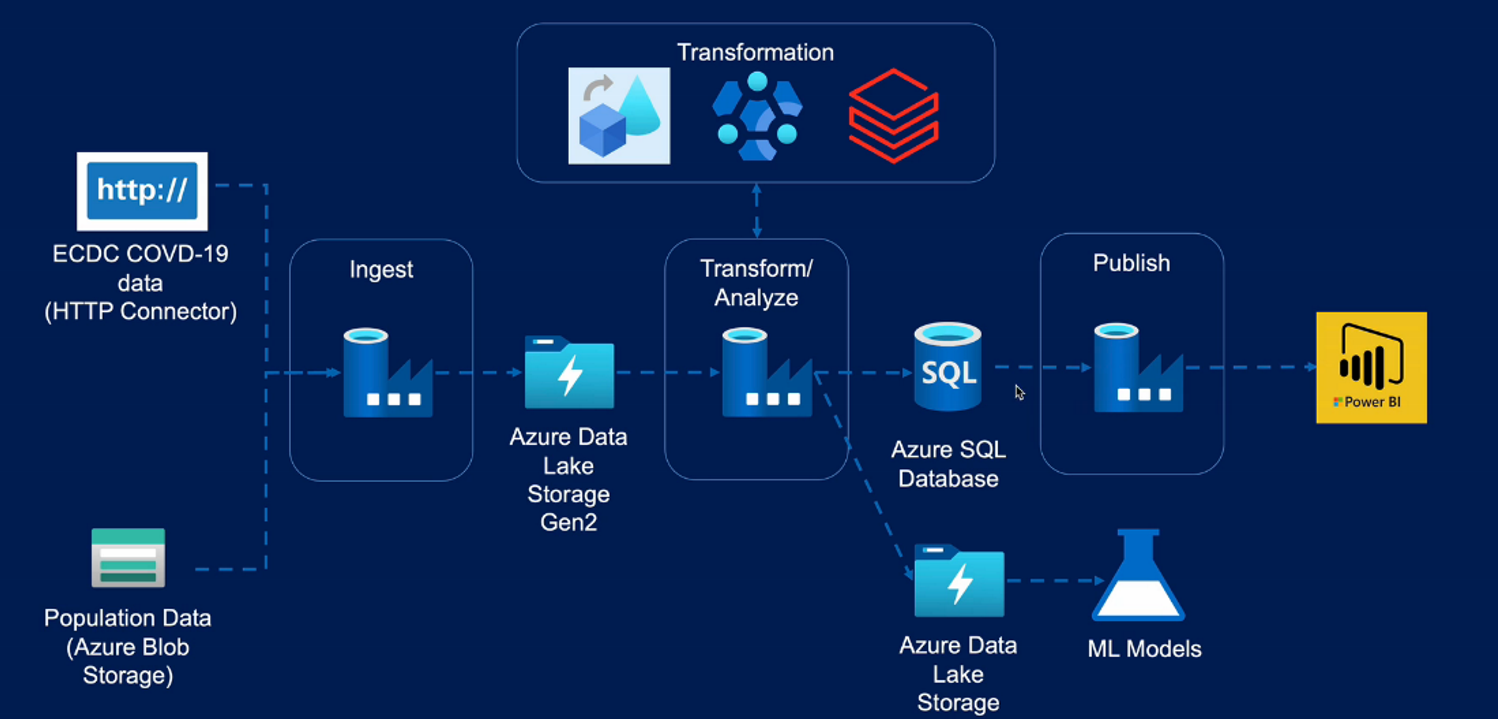 Transformation
http://
ECDC COVD-19
data
(HTTP Connector)
Ingest
Transform/
Analyze
Publish
SQL
Power BI
Azure Data
Lake
Storage
Gen2
Azure SQL
Database
Population Data
(Azure Blob
Storage)
Azure Data
Lake
Storage
ML Models